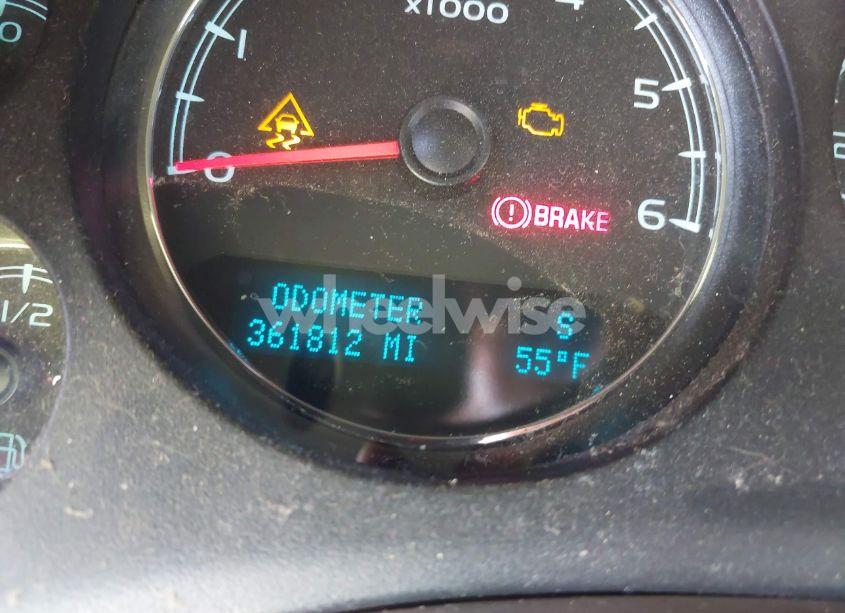 x1000
1
4
0
5
6
BRAKE
ODOMETER
S
361812 MI
55°F
1/2
wheelwise